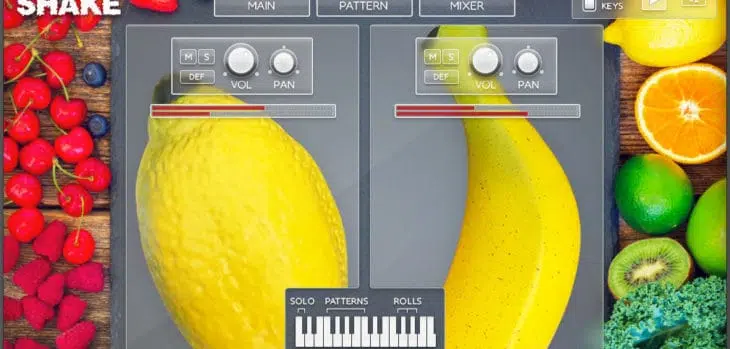 SHAKE
MAIN
PATTERN
MIXER
KEYS
M S
DEF
VOL
PAN
M S
DEF
VOL
PAN
SOLO
PATTERNS
ROLLS